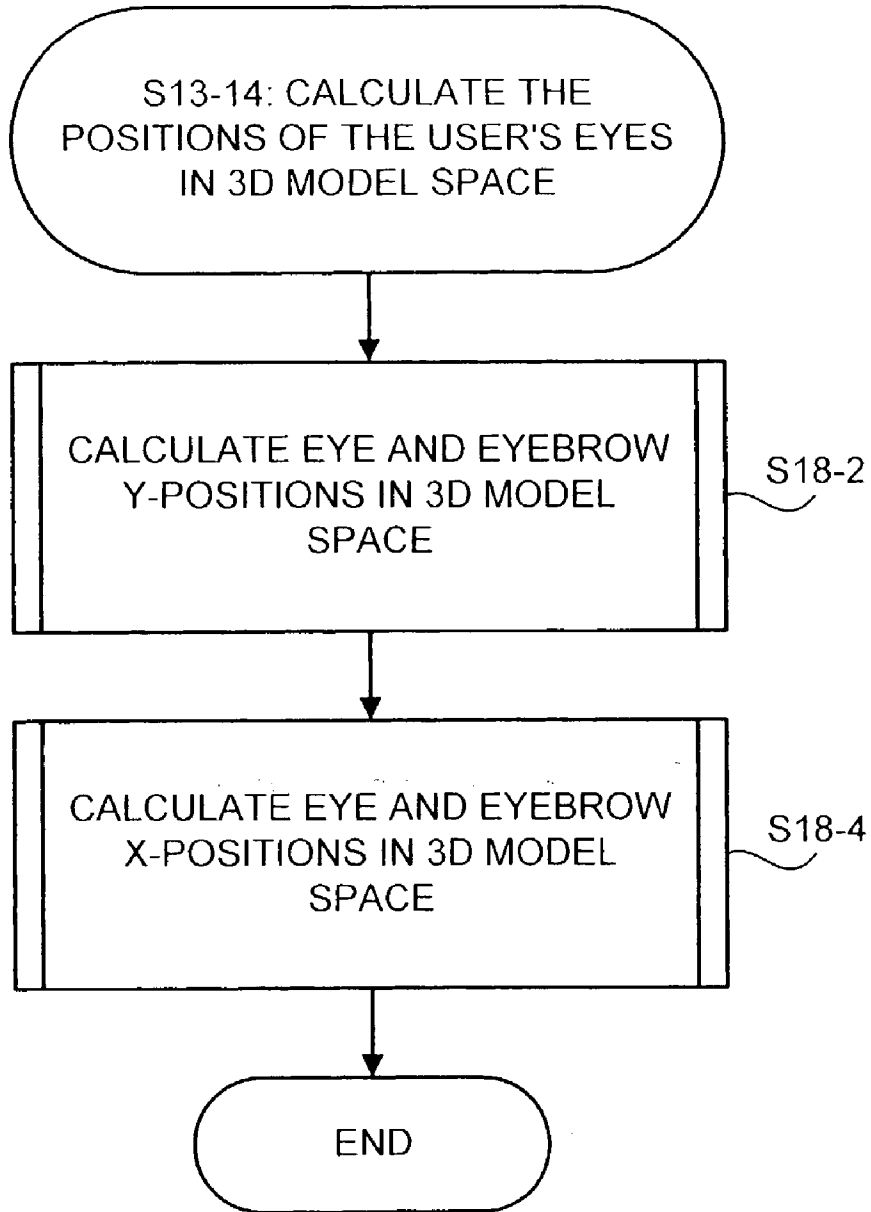 S13-14: CALCULATE THE
POSITIONS OF THE USER'S EYES
IN 3D MODEL SPACE
CALCULATE EYE AND EYEBROW
Y-POSITIONS IN 3D MODEL
SPACE
S18-2
CALCULATE EYE AND EYEBROW
X-POSITIONS IN 3D MODEL
SPACE
S18-4
END